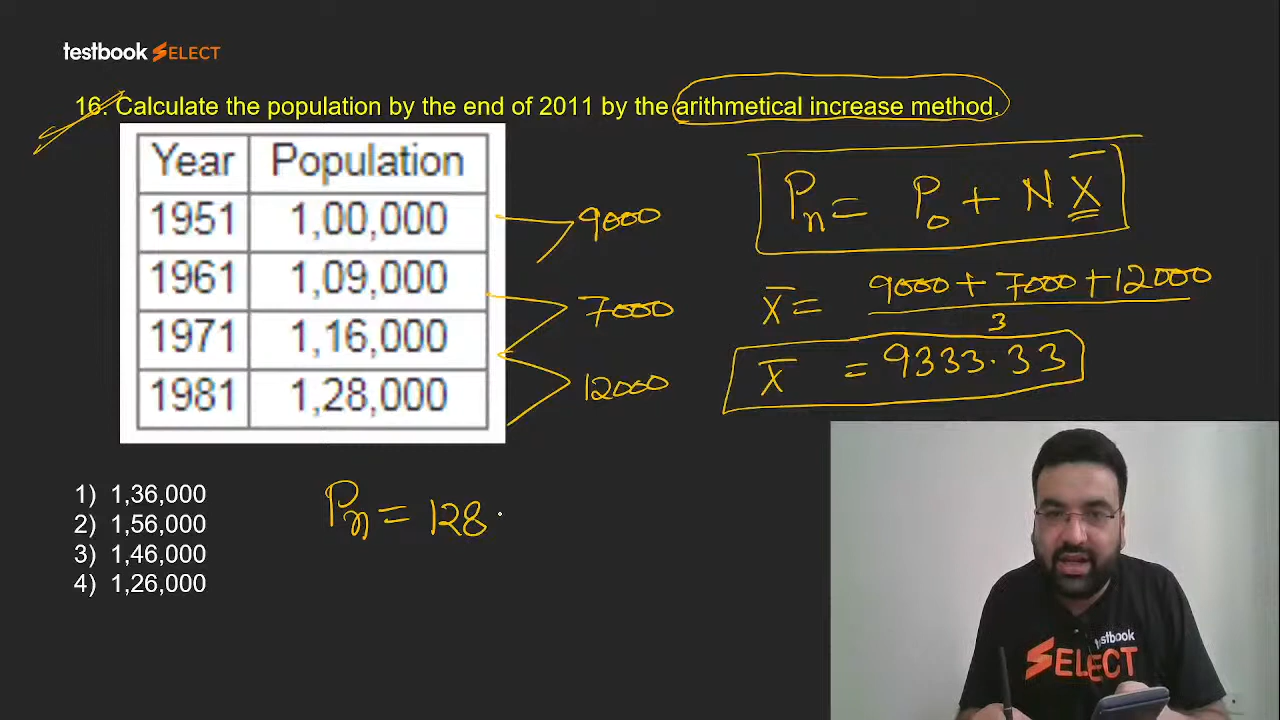 testbook SELECT
16. Calculate the population by the end of 2011 by the arithmetical increase method.
Year Population
1951 1,00,000
1961 1,09,000
1971 1,16,000
1981 1,28,000
9000
7000
12000
Pn = P0 + N X̄
X̄ = 9000 + 7000 + 12000
3
X̄ = 9333.33
1) 1,36,000
2) 1,56,000
3) 1,46,000
4) 1,26,000
Pn = 128
testbook
SELECT